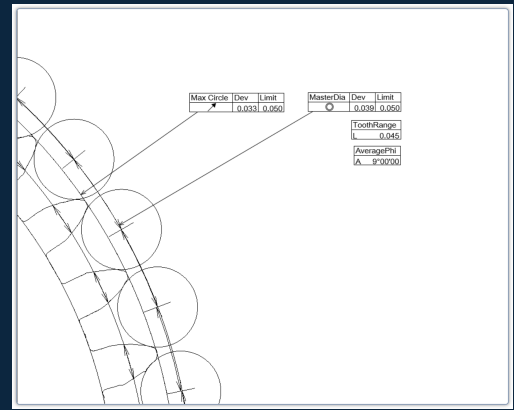 Max Circle Dev Limit
0.033 0.050
MasterDia Dev Limit
0.039 0.050
ToothRange
L 0.045
AveragePhi
A 9°00'00